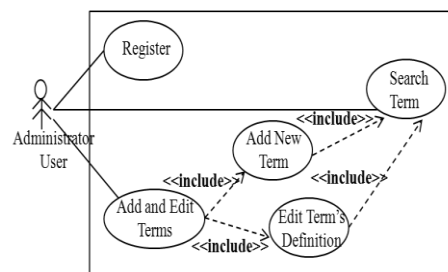 Register
Search
Term
<<include>>
Administrator
User
Add New
Term
<<include>>
<<include>>
Add and Edit
Terms
Edit Term's
Definition
<<include>>